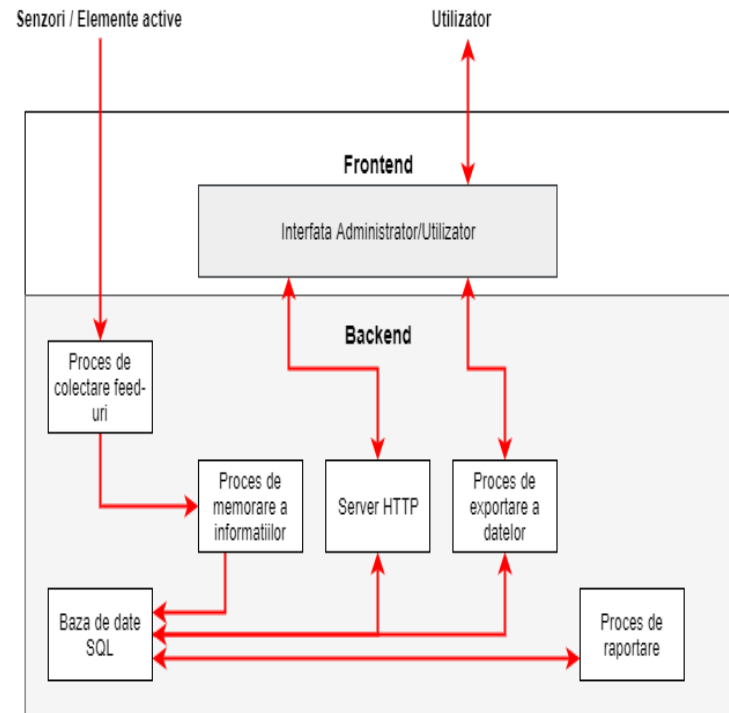 Senzori / Elemente active
Utilizator
Frontend
Interfata Administrator/Utilizator
Backend
Proces de
colectare feed-
uri
Proces de
memorare a
informatiilor
Server HTTP
Proces de
exportare a
datelor
Baza de date
SQL
Proces de
raportare